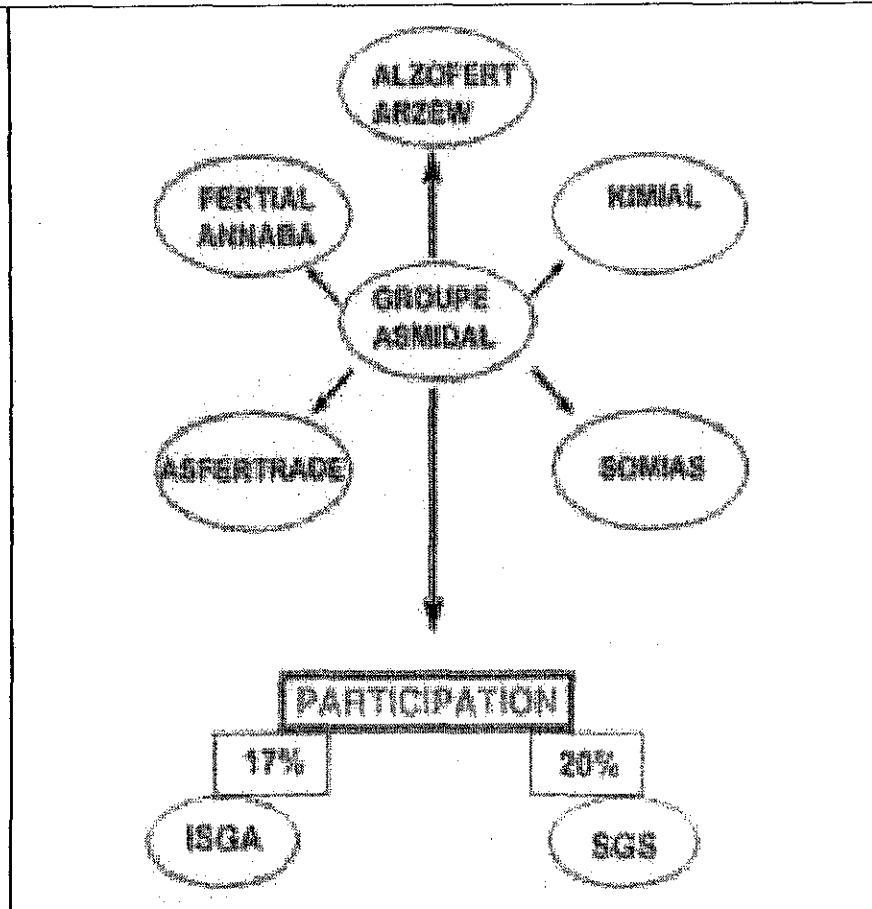 ALZOFERT
ARZEW
FERTIAL
ANNABA
KIMIAL
GROUPE
ASMIDAL
ASFERTRADE
SOMIAS
PARTICIPATION
17%
20%
ISGA
SGS